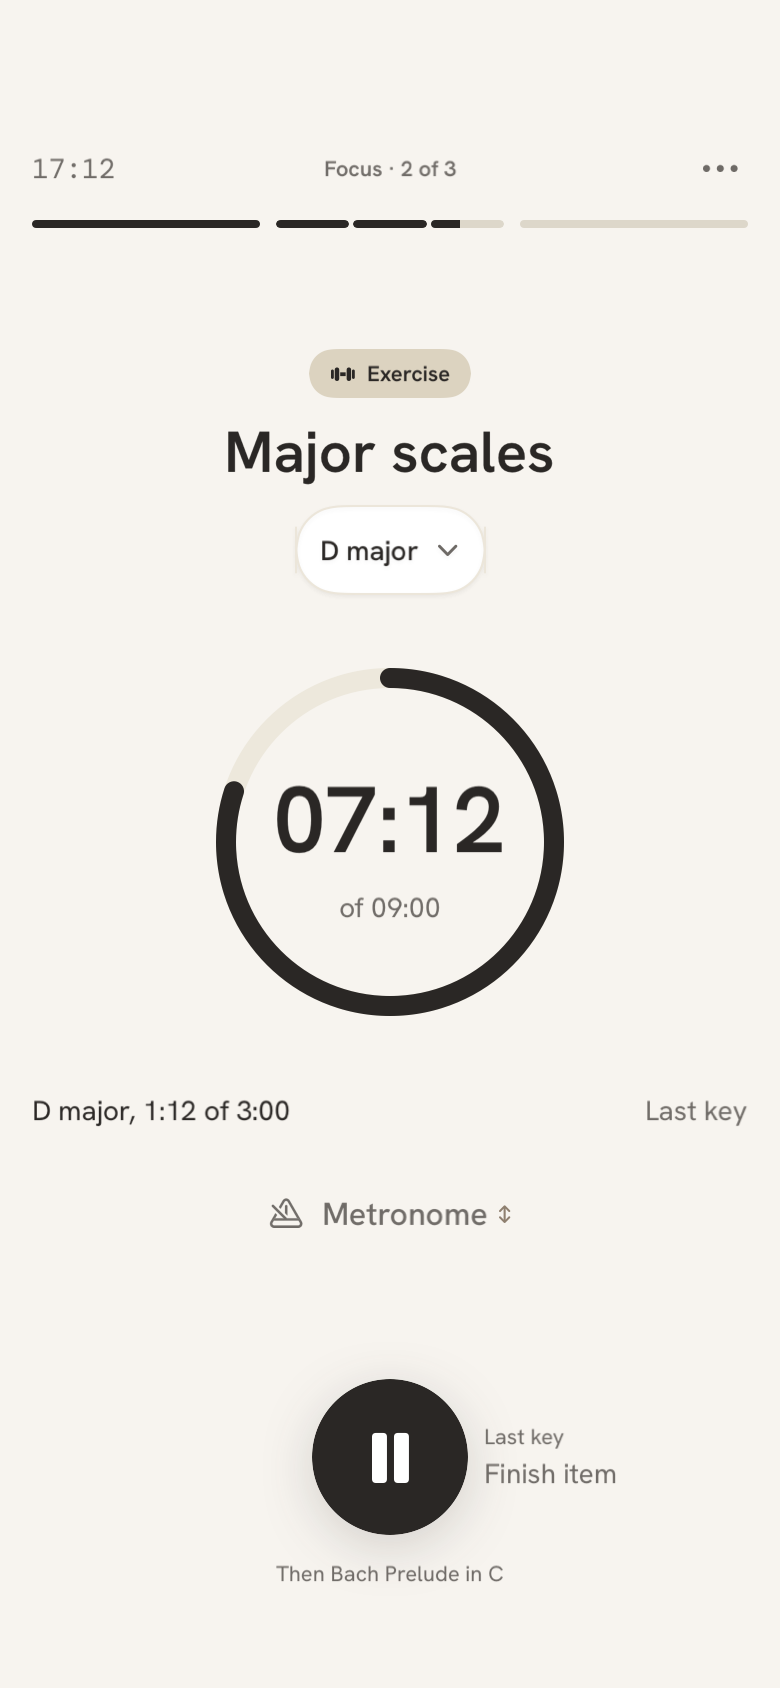 17:12
Focus · 2 of 3
Exercise
Major scales
D major
07:12
of 09:00
D major, 1:12 of 3:00
Last key
Metronome
Last key
Finish item
Then Bach Prelude in C